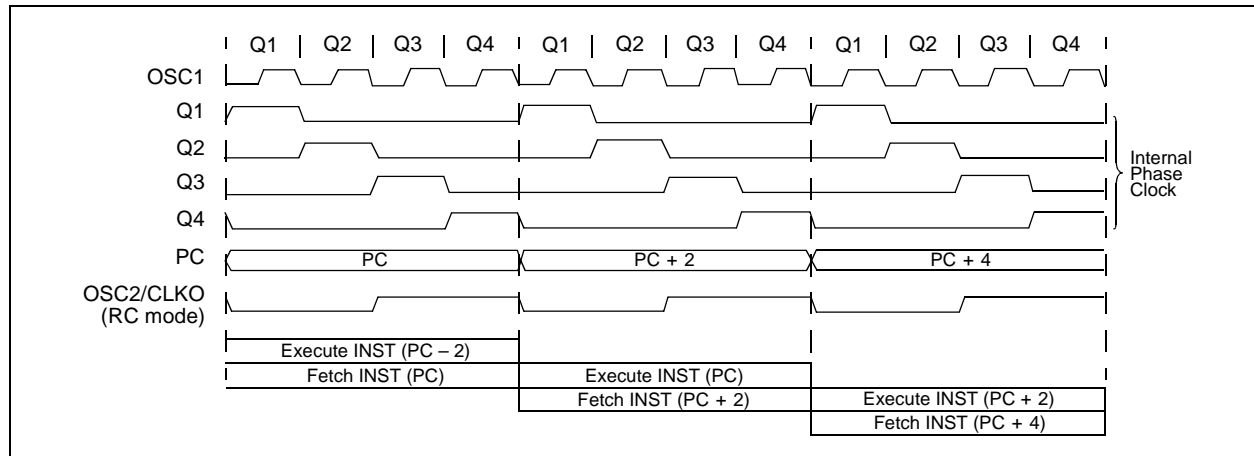 Q1 Q2 Q3 Q4 Q1 Q2 Q3 Q4 Q1 Q2 Q3 Q4
OSC1
Q1
Q2
Q3
Q4
Internal
Phase
Clock
PC PC PC + 2 PC + 4
OSC2/CLKO
(RC mode)
Execute INST (PC – 2)
Fetch INST (PC) Execute INST (PC)
Fetch INST (PC + 2) Execute INST (PC + 2)
Fetch INST (PC + 4)